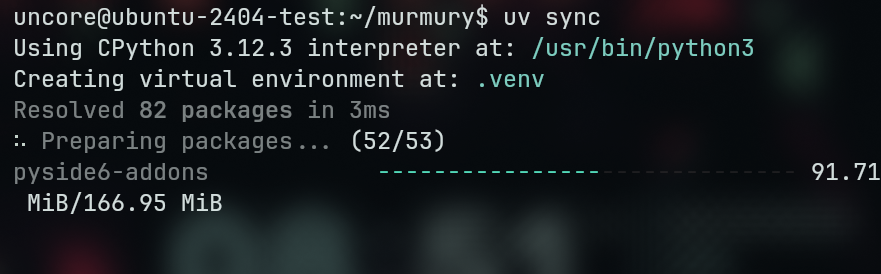 uncore@ubuntu-2404-test:~/murmury$ uv sync
Using CPython 3.12.3 interpreter at: /usr/bin/python3
Creating virtual environment at: .venv
Resolved 82 packages in 3ms
⠦ Preparing packages... (52/53)
pyside6-addons ------------------------------ 91.71
MiB/166.95 MiB